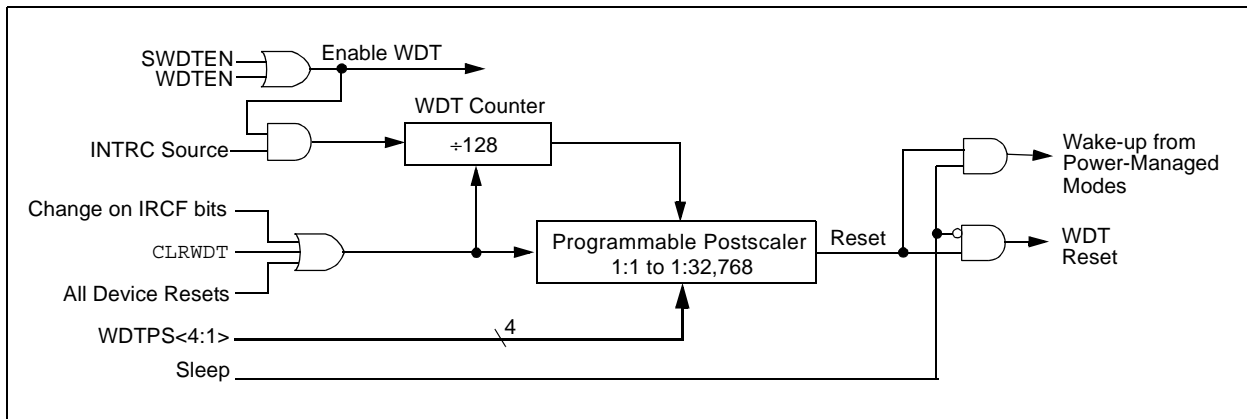 SWDTEN
WDTEN
Enable WDT
WDT Counter
÷128
INTRC Source
Wake-up from
Power-Managed
Modes
Change on IRCF bits
CLRWDT
All Device Resets
Programmable Postscaler
1:1 to 1:32,768
Reset
WDT
Reset
WDTPS<4:1>
4
Sleep